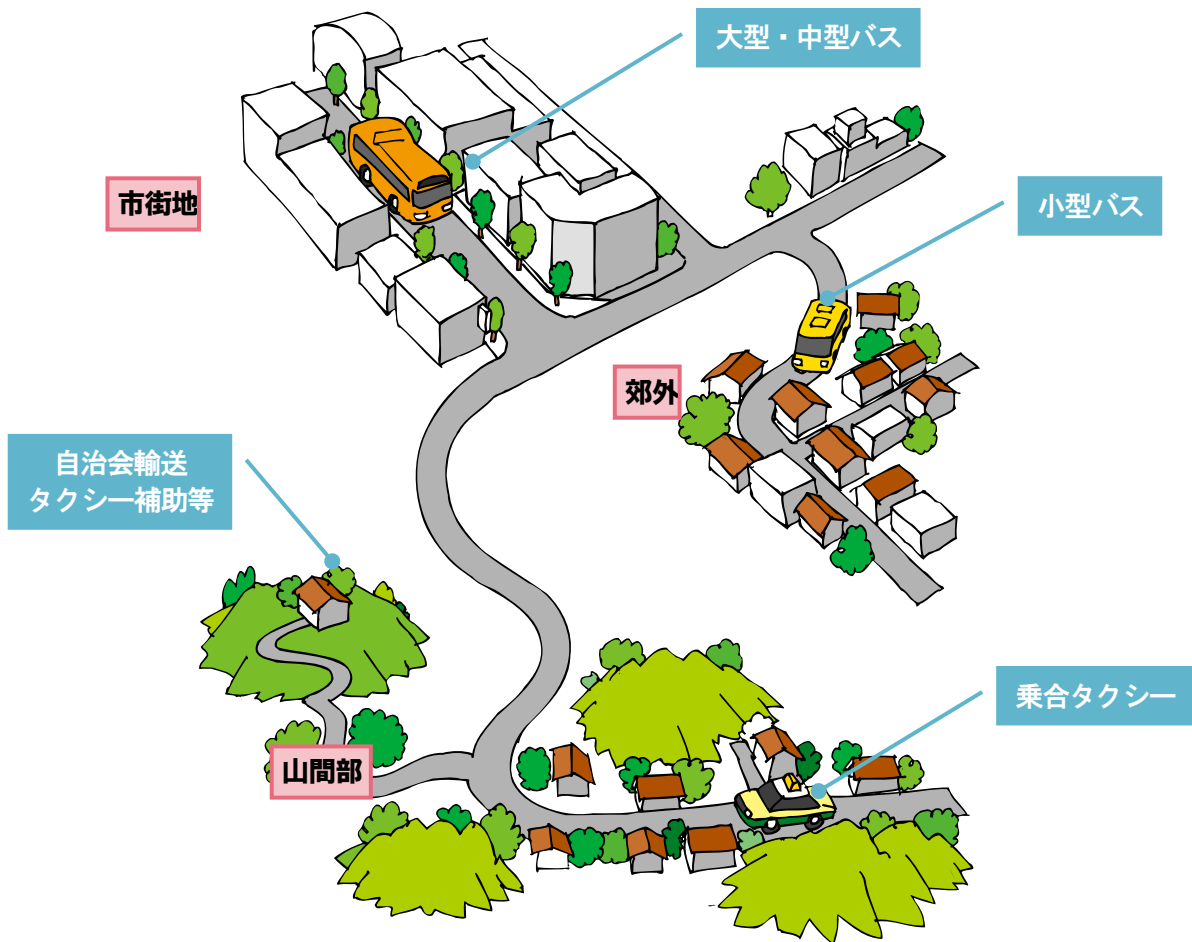 大型・中型バス
市街地
小型バス
郊外
自治会輸送
タクシー補助等
乗合タクシー
山間部